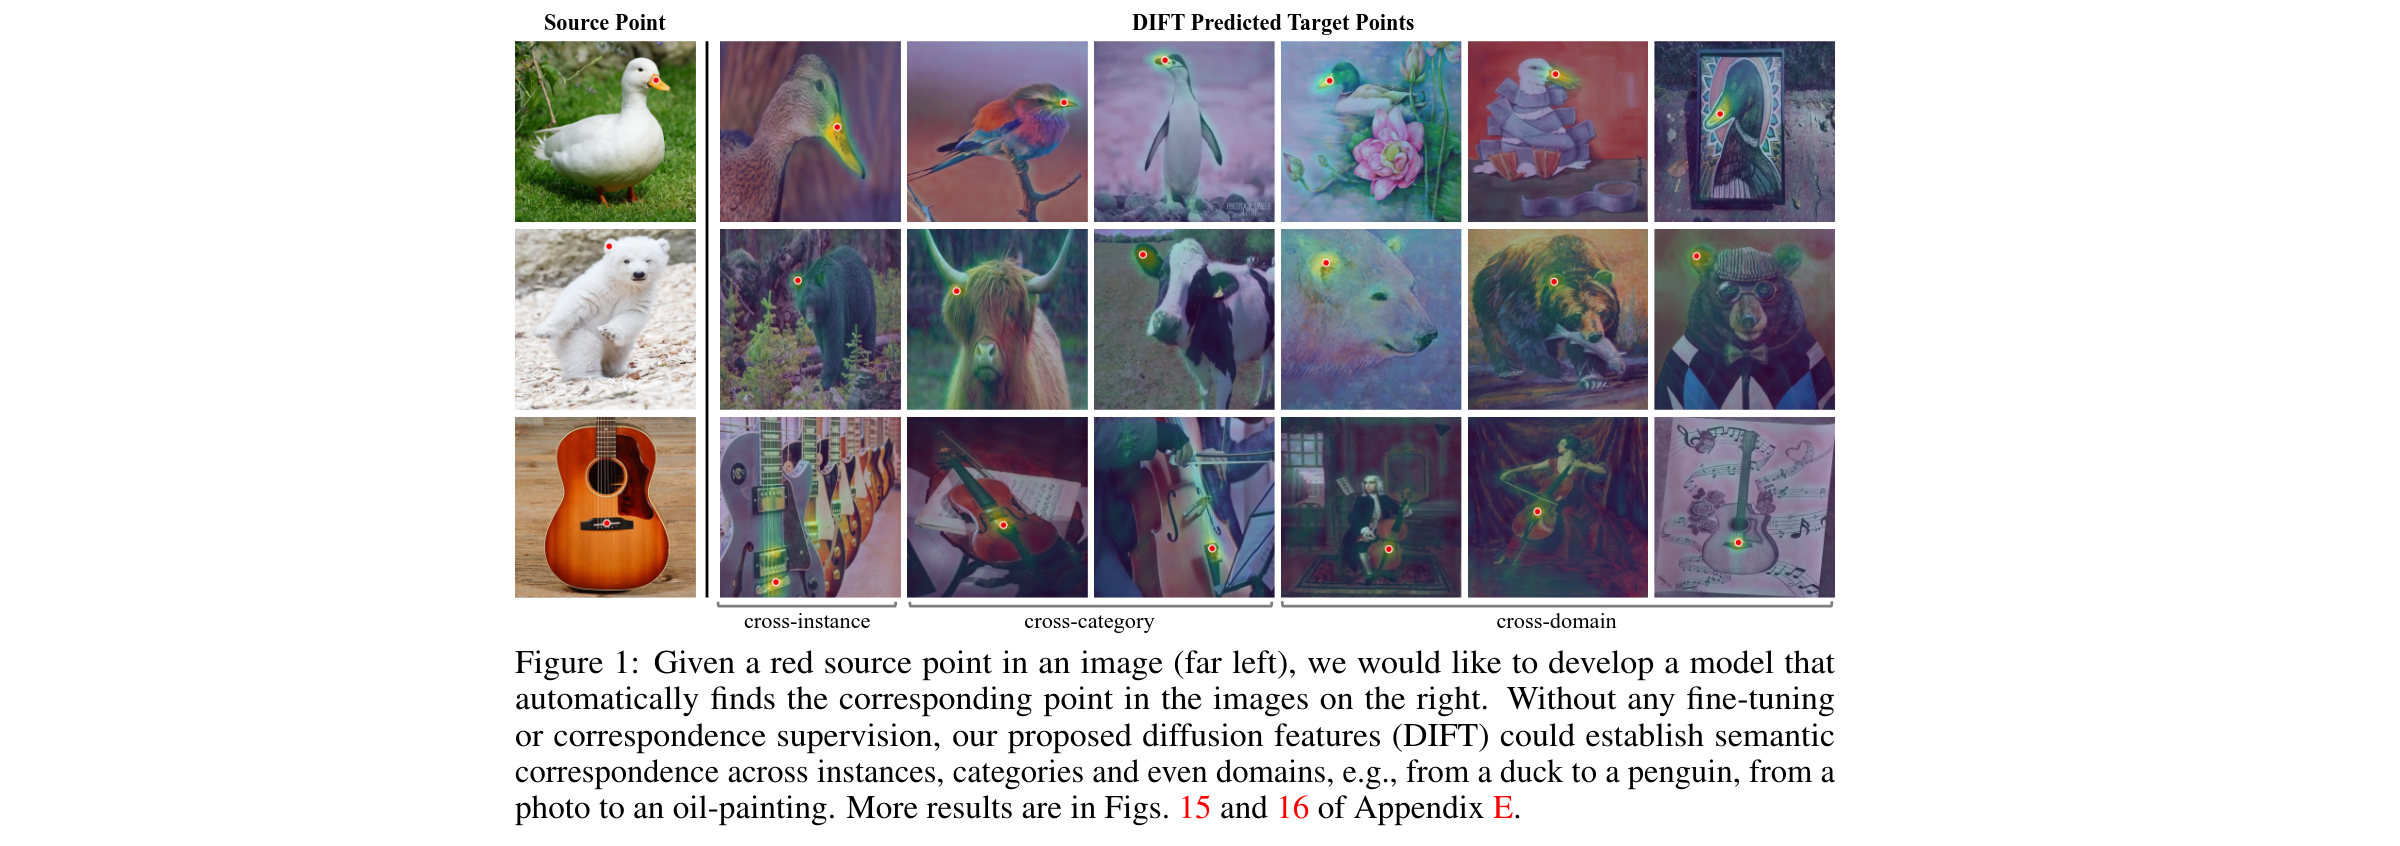 Source Point
DIFT Predicted Target Points
cross-instance
cross-category
cross-domain
Figure 1: Given a red source point in an image (far left), we would like to develop a model that
automatically finds the corresponding point in the images on the right. Without any fine-tuning
or correspondence supervision, our proposed diffusion features (DIFT) could establish semantic
correspondence across instances, categories and even domains, e.g., from a duck to a penguin, from a
photo to an oil-painting. More results are in Figs. 15 and 16 of Appendix E.